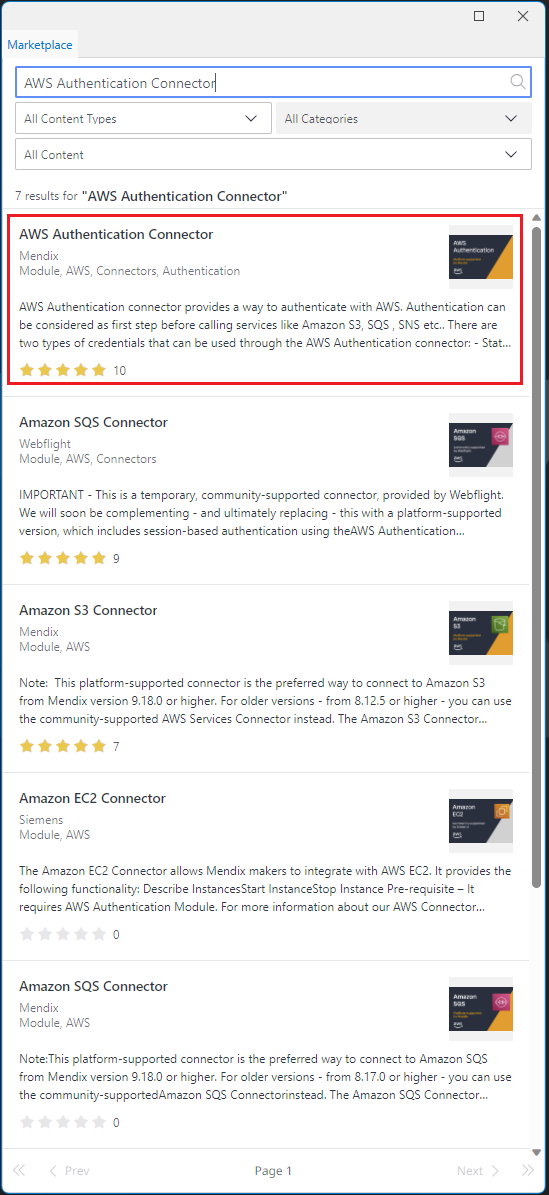 Marketplace
AWS Authentication Connector
All Content Types
All Categories
All Content
7 results for "AWS Authentication Connector"
AWS Authentication Connector
Mendix
Module, AWS, Connectors, Authentication
AWS Authentication
aws
AWS Authentication connector provides a way to authenticate with AWS. Authentication can
be considered as first step before calling services like Amazon S3, SQS , SNS etc.. There are
two types of credentials that can be used through the AWS Authentication connector: - Stat...
10
Amazon SQS Connector
Webflight
Module, AWS, Connectors
Amazon SQS
aws
IMPORTANT - This is a temporary, community-supported connector, provided by Webflight.
We will soon be complementing - and ultimately replacing - this with a platform-supported
version, which includes session-based authentication using theAWS Authentication...
9
Amazon S3 Connector
Mendix
Module, AWS
Amazon S3
aws
Note:  This platform-supported connector is the preferred way to connect to Amazon S3
from Mendix version 9.18.0 or higher. For older versions - from 8.12.5 or higher - you can use
the community-supported AWS Services Connector instead. The Amazon S3 Connector...
7
Amazon EC2 Connector
Siemens
Module, AWS
Amazon EC2
aws
The Amazon EC2 Connector allows Mendix makers to integrate with AWS EC2. It provides the
following functionality: Describe InstancesStart InstanceStop Instance Pre-requisite – It
requires AWS Authentication Module. For more information about our AWS Connector...
0
Amazon SQS Connector
Mendix
Module, AWS
Amazon SQS
aws
Note:This platform-supported connector is the preferred way to connect to Amazon SQS
from Mendix version 9.18.0 or higher. For older versions - from 8.17.0 or higher - you can use
the community-supportedAmazon SQS Connectorinstead. The Amazon SQS Connector...
0
Prev
Page 1
Next